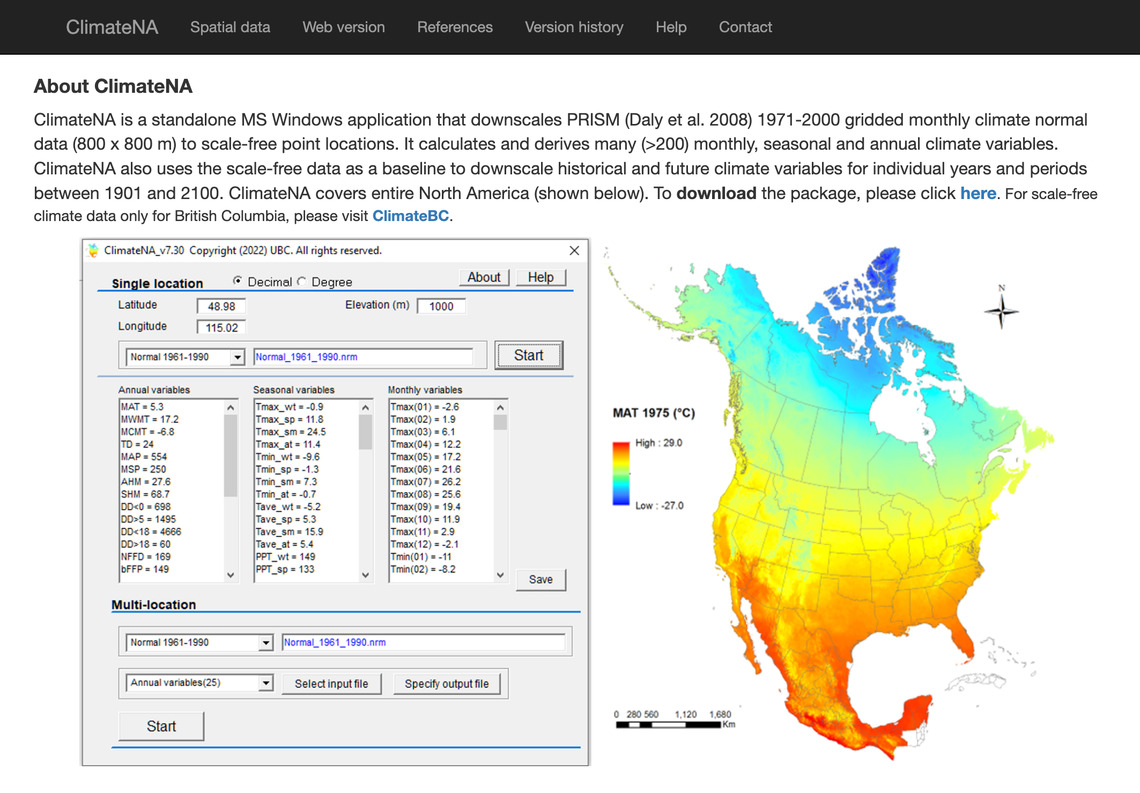 ClimateNA Spatial data Web version References Version history Help Contact
About ClimateNA
ClimateNA is a standalone MS Windows application that downscales PRISM (Daly et al. 2008) 1971-2000 gridded monthly climate normal
data (800 x 800 m) to scale-free point locations. It calculates and derives many (>200) monthly, seasonal and annual climate variables.
ClimateNA also uses the scale-free data as a baseline to downscale historical and future climate variables for individual years and periods
between 1901 and 2100. ClimateNA covers entire North America (shown below). To download the package, please click here. For scale-free
climate data only for British Columbia, please visit ClimateBC.
ClimateNA_v7.30 Copyright (2022) UBC. All rights reserved.
Single location Decimal Degree About Help
Latitude 48.98 Elevation (m) 1000
Longitude 115.02
Normal 1961-1990 Normal_1961_1990.nrm Start
Annual variables Seasonal variables Monthly variables
MAT = 5.3 Tmax_wt = -0.9 Tmax(01) = -2.6
MWMT = 17.2 Tmax_sp = 11.8 Tmax(02) = 1.9
MCMT = -6.8 Tmax_sm = 24.5 Tmax(03) = 6.1
TD = 24 Tmax_at = 11.4 Tmax(04) = 12.2
MAP = 554 Tmin_wt = -9.6 Tmax(05) = 17.2
MSP = 250 Tmin_sp = -1.3 Tmax(06) = 21.6
AHM = 27.6 Tmin_sm = 7.3 Tmax(07) = 26.2
SHM = 68.7 Tmin_at = -0.7 Tmax(08) = 25.6
DD<0 = 698 Tave_wt = -5.2 Tmax(09) = 19.4
DD>5 = 1495 Tave_sp = 5.3 Tmax(10) = 11.9
DD<18 = 4666 Tave_sm = 15.9 Tmax(11) = 2.9
DD>18 = 60 Tave_at = 5.4 Tmax(12) = -2.1
NFFD = 169 PPT_wt = 149 Tmin(01) = -11
bFFP = 149 PPT_sp = 133 Tmin(02) = -8.2
Save
Multi-location
Normal 1961-1990 Normal_1961_1990.nrm
Annual variables(25) Select input file Specify output file
Start
N
MAT 1975 (°C)
High : 29.0
Low : -27.0
0 280 560 1,120 1,680
Km